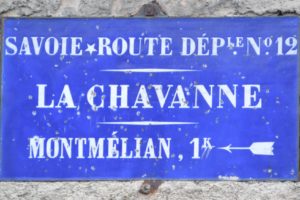 SAVOIE★ROUTE DÉPLE NO 12
LA CHAVANNE
MONTMÉLIAN, 1K